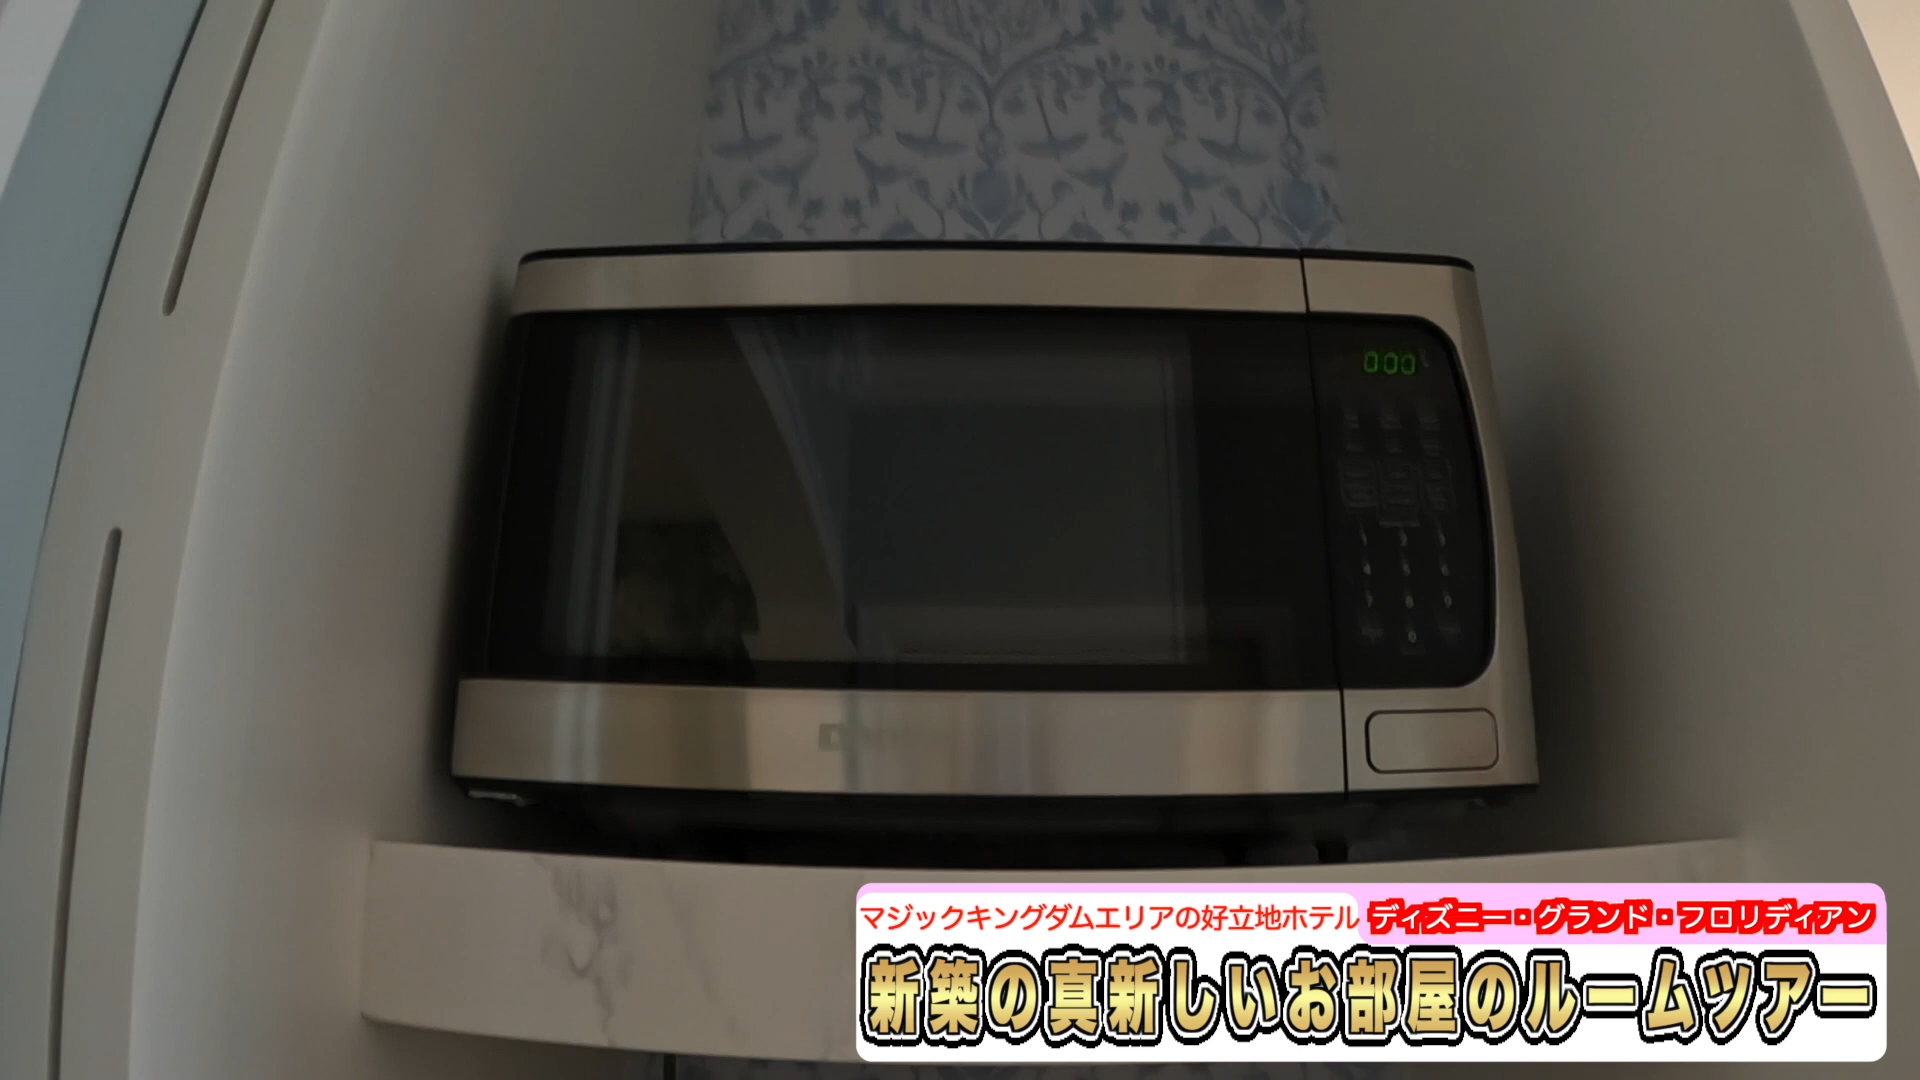 000
マジックキングダムエリアの好立地ホテル ディズニー・グランド・フロリディアン
新築の真新しいお部屋のルームツアー